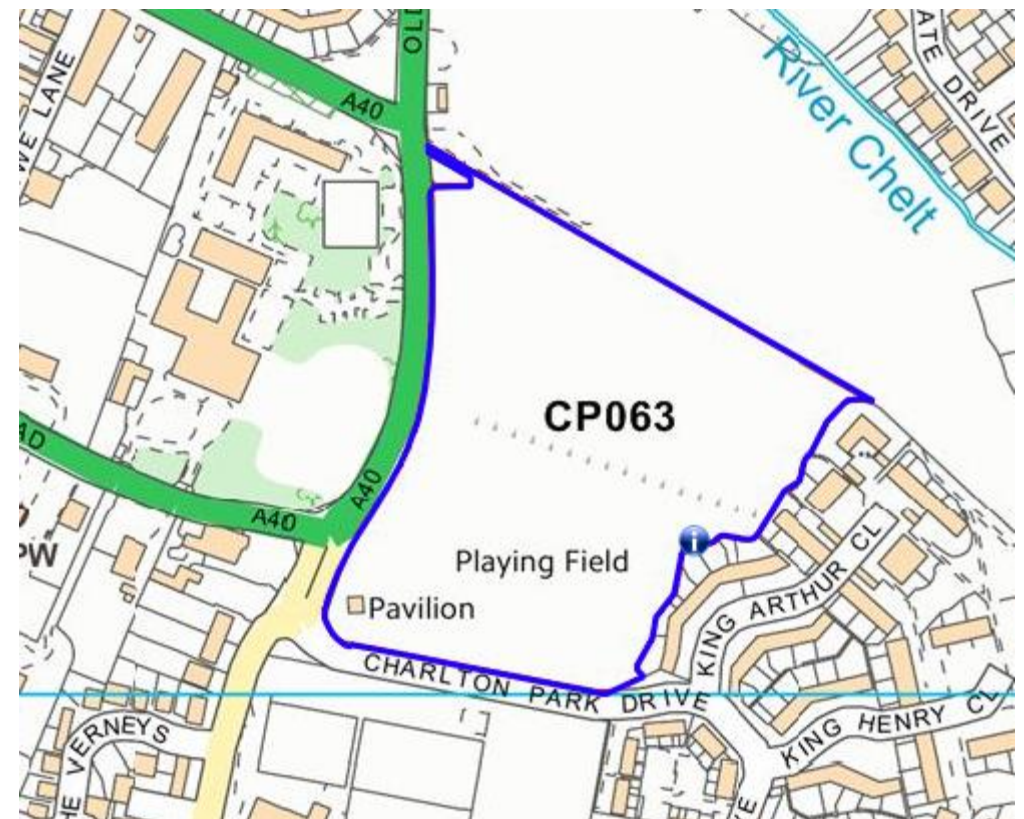 OLD
ATE DRIVE
A40
WE LANE
River Chelt
CP063
A40
AD
A40
Playing Field
PW
KING ARTHUR CL
Pavilion
CHARLTON PARK DRIVE
KING HENRY CL
THE VERNEYS
VE